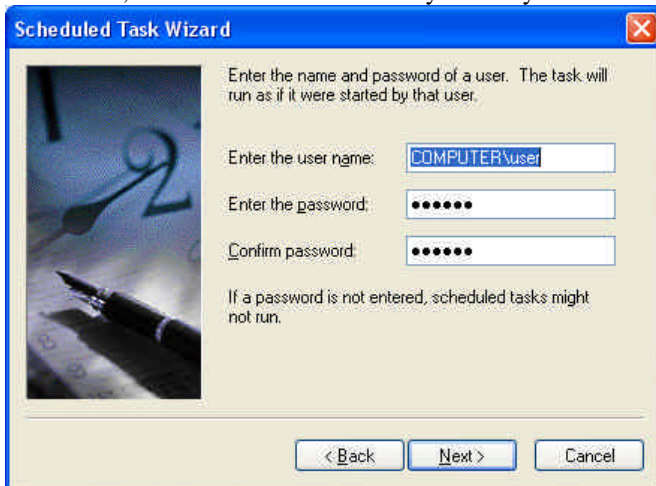 Scheduled Task Wizard
Enter the name and password of a user. The task will
run as if it were started by that user.
Enter the user name:
COMPUTER\user
Enter the password:
••••••
Confirm password:
••••••
If a password is not entered, scheduled tasks might
not run.
< Back
Next >
Cancel